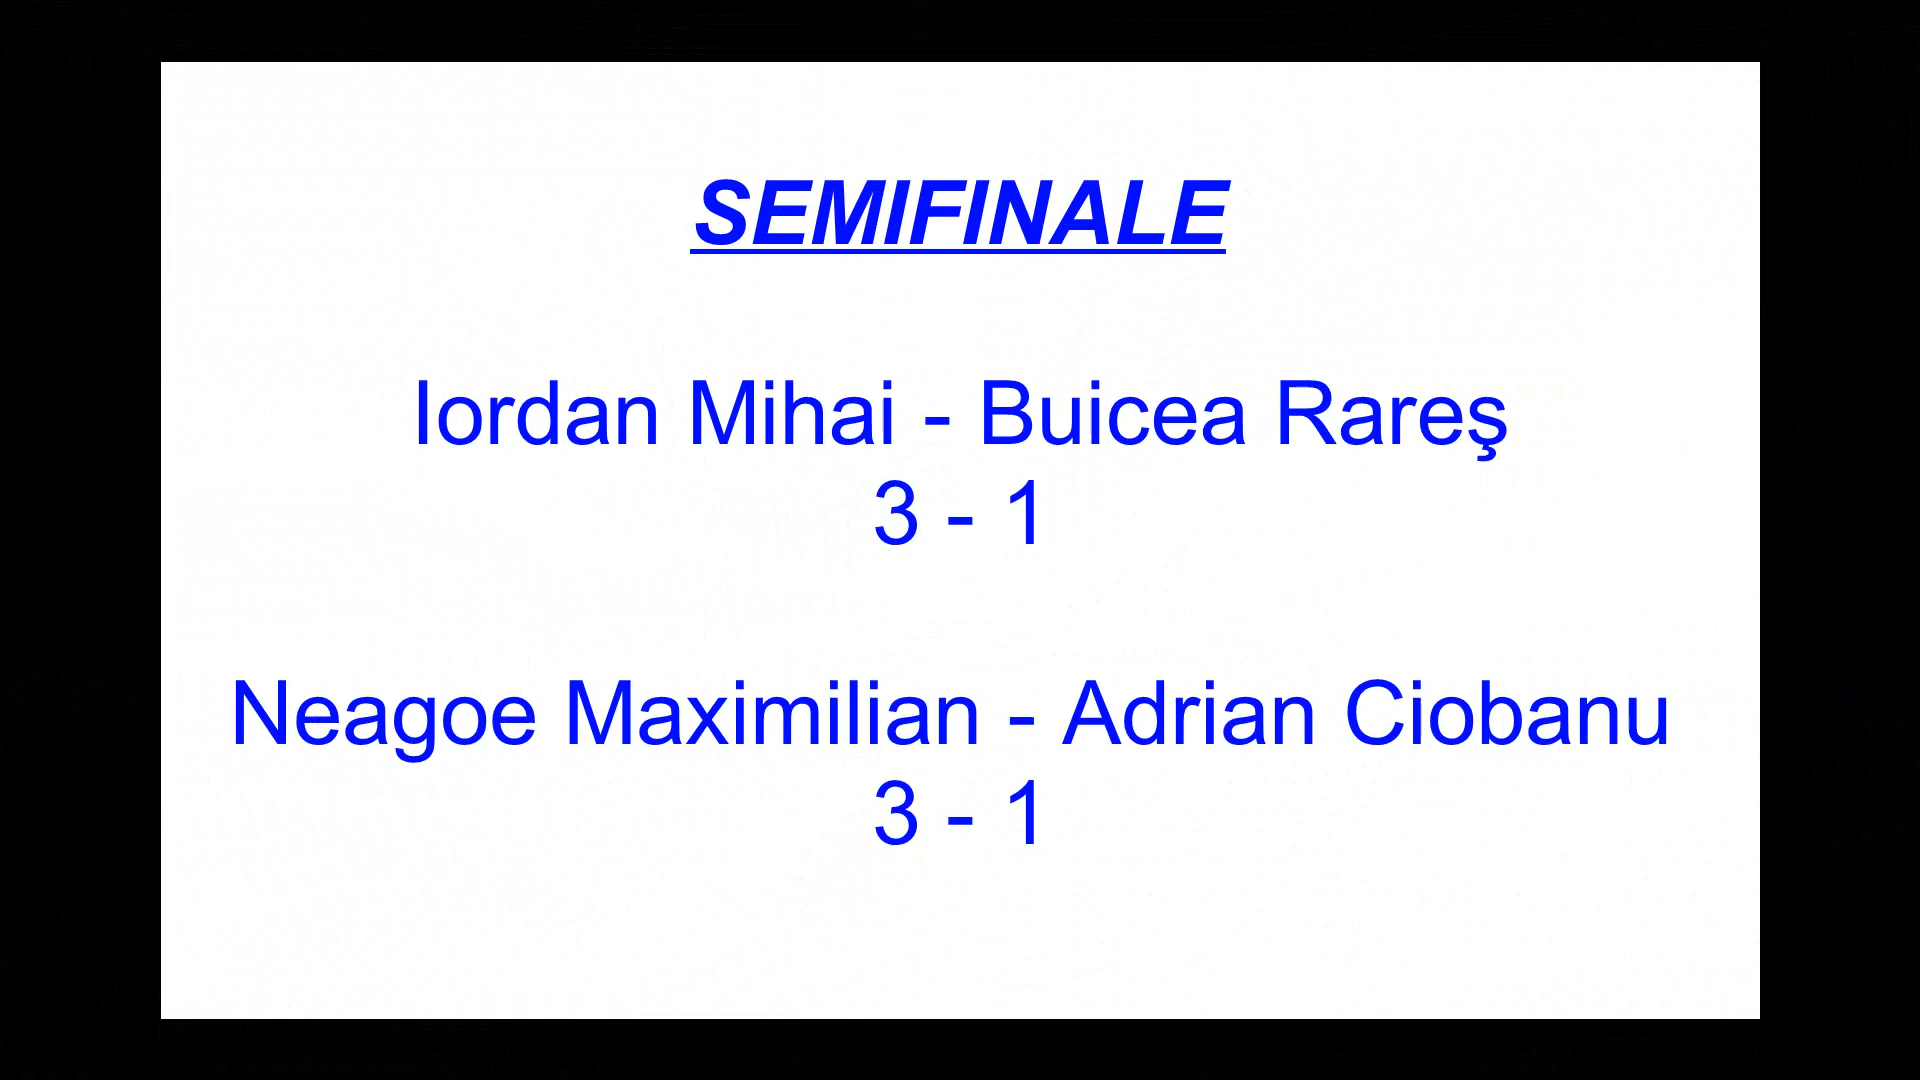 SEMIFINALE
Iordan Mihai - Buicea Rareş
3 - 1
Neagoe Maximilian - Adrian Ciobanu
3 - 1